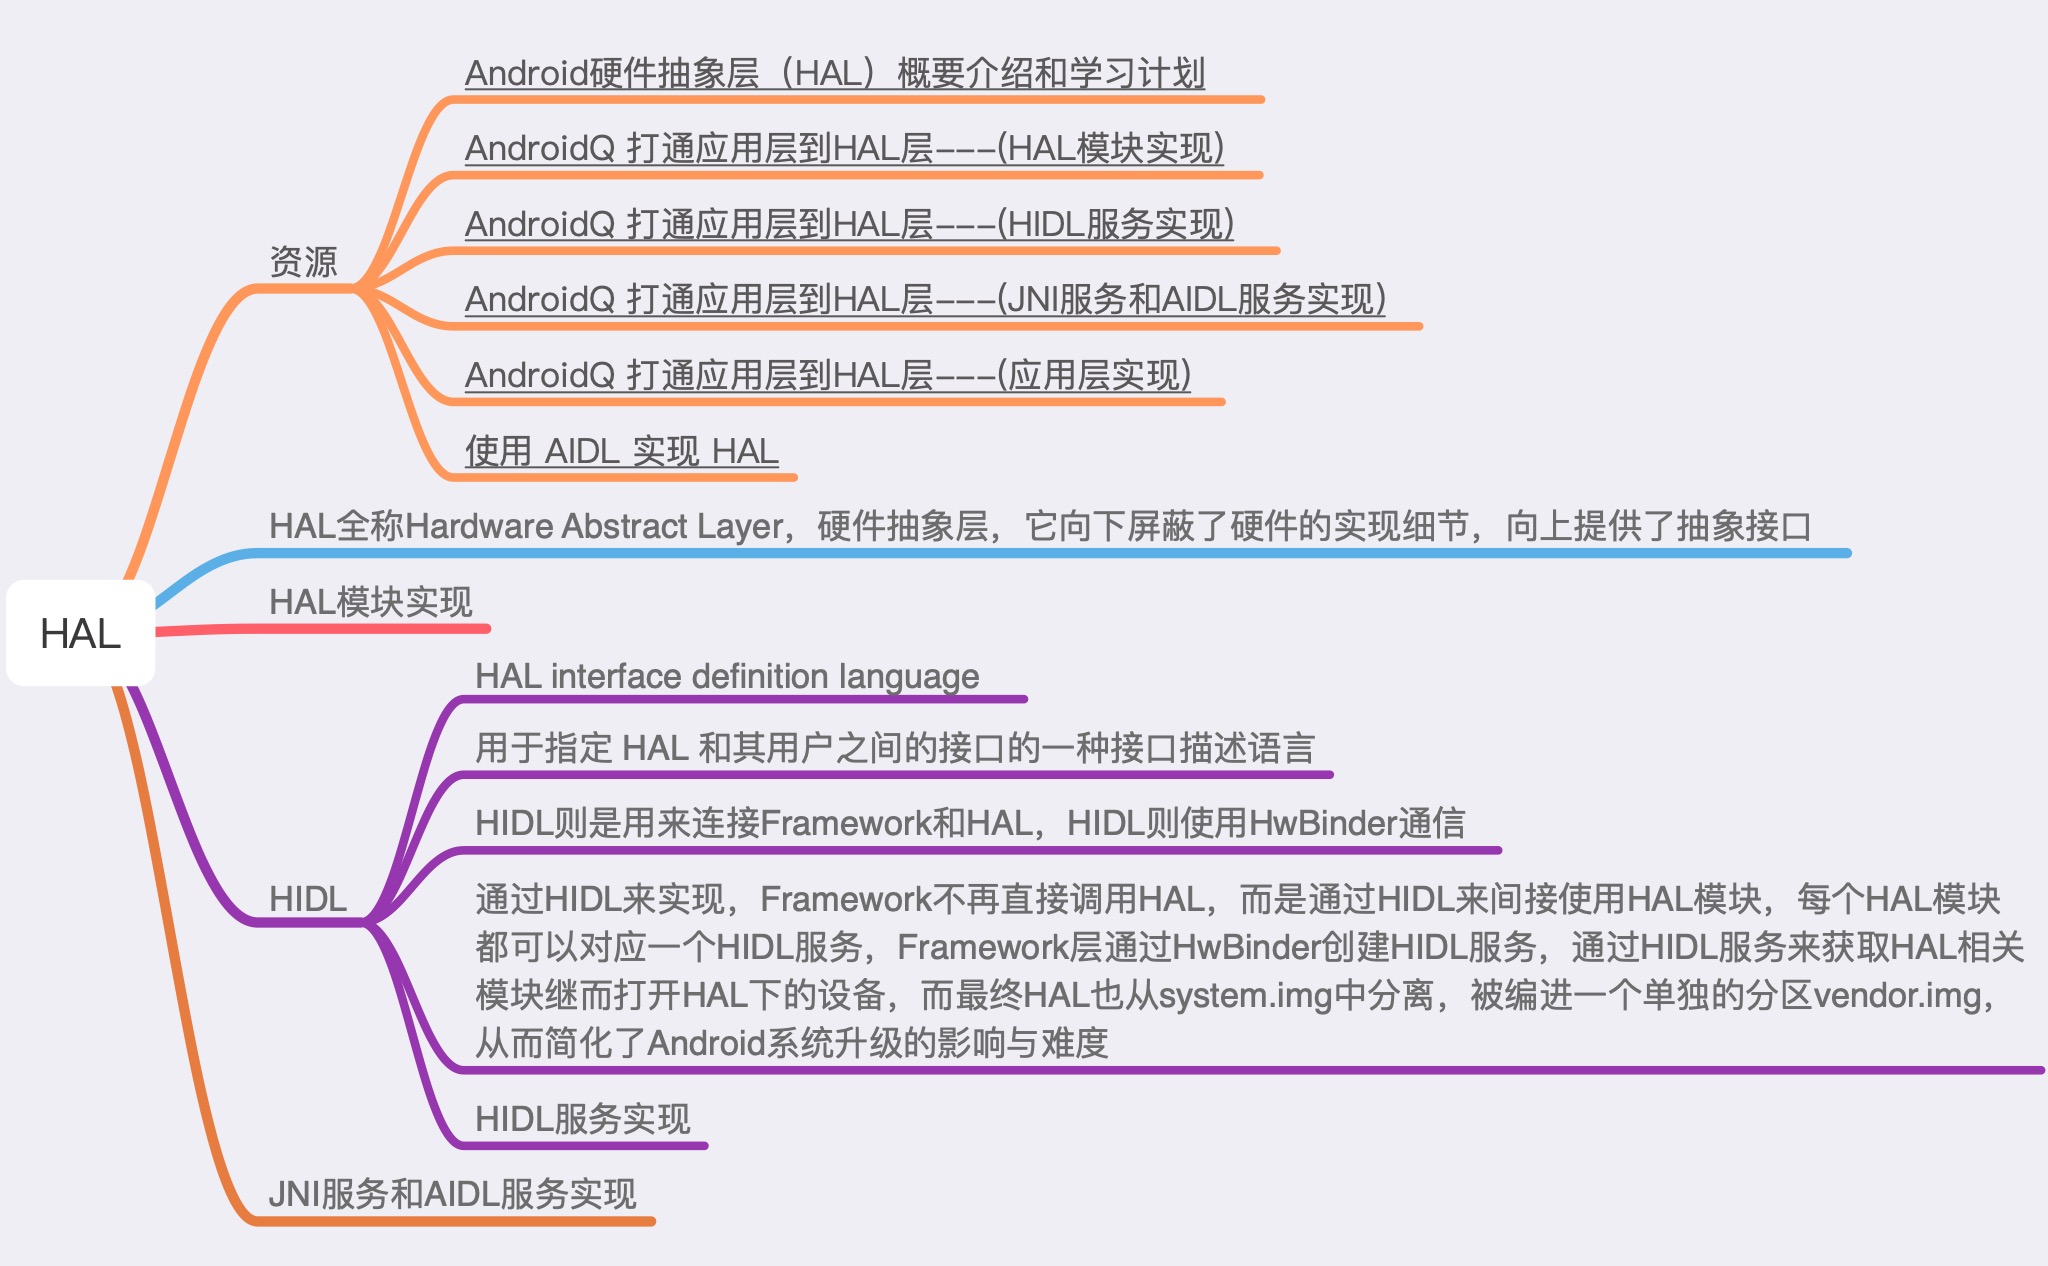 Android硬件抽象层（HAL）概要介绍和学习计划
AndroidQ 打通应用层到HAL层---(HAL模块实现)
AndroidQ 打通应用层到HAL层---(HIDL服务实现)
资源
AndroidQ 打通应用层到HAL层---(JNI服务和AIDL服务实现)
AndroidQ 打通应用层到HAL层---(应用层实现)
使用 AIDL 实现 HAL
HAL全称Hardware Abstract Layer，硬件抽象层，它向下屏蔽了硬件的实现细节，向上提供了抽象接口
HAL模块实现
HAL
HAL interface definition language
用于指定 HAL 和其用户之间的接口的一种接口描述语言
HIDL则是用来连接Framework和HAL，HIDL则使用HwBinder通信
HIDL
通过HIDL来实现，Framework不再直接调用HAL，而是通过HIDL来间接使用HAL模块，每个HAL模块
都可以对应一个HIDL服务，Framework层通过HwBinder创建HIDL服务，通过HIDL服务来获取HAL相关
模块继而打开HAL下的设备，而最终HAL也从system.img中分离，被编进一个单独的分区vendor.img，
从而简化了Android系统升级的影响与难度
HIDL服务实现
JNI服务和AIDL服务实现